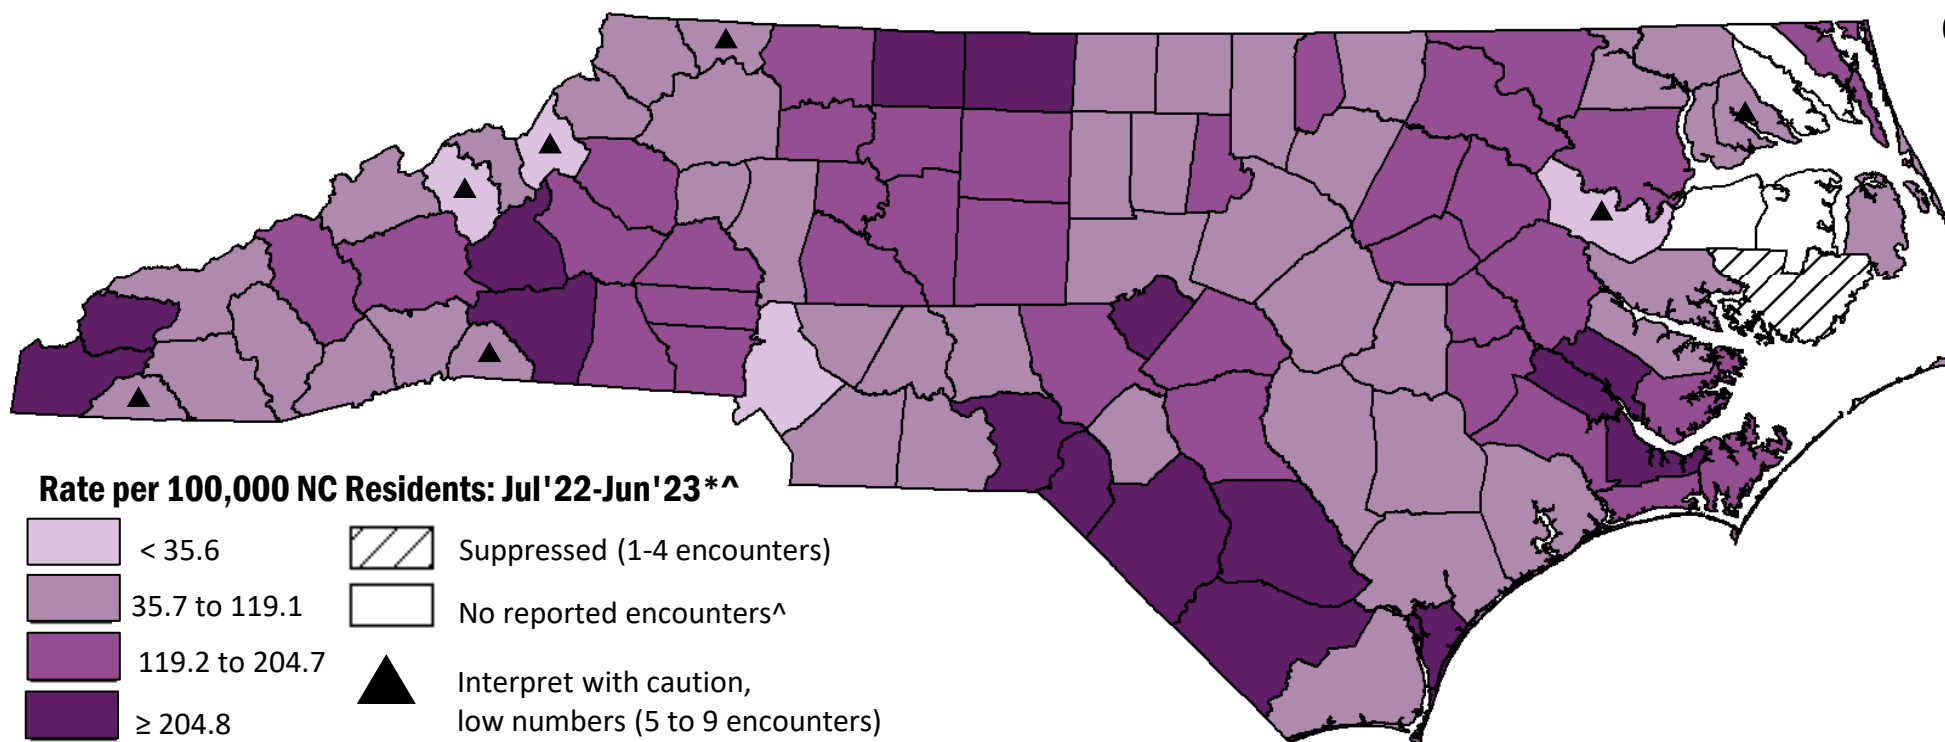 Rate per 100,000 NC Residents: Jul'22-Jun'23*^
< 35.6
35.7 to 119.1
119.2 to 204.7
≥ 204.8
Suppressed (1-4 encounters)
No reported encounters^
Interpret with caution,
low numbers (5 to 9 encounters)